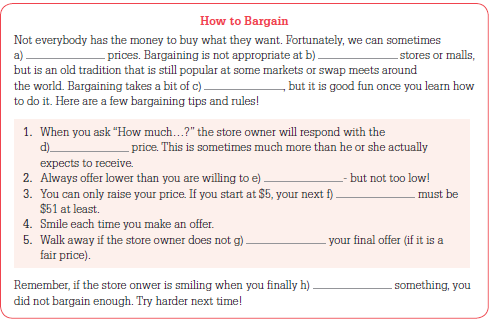 How to Bargain
Not everybody has the money to buy what they want. Fortunately, we can sometimes
a) _______________ prices. Bargaining is not appropriate at b) _______________ stores or malls,
but is an old tradition that is still popular at some markets or swap meets around
the world. Bargaining takes a bit of c) _______________, but it is good fun once you learn how
to do it. Here are a few bargaining tips and rules!
1. When you ask “How much…?” the store owner will respond with the
d)_______________ price. This is sometimes much more than he or she actually
expects to receive.
2. Always offer lower than you are willing to e) _______________- but not too low!
3. You can only raise your price. If you start at $5, your next f) _______________ must be
$51 at least.
4. Smile each time you make an offer.
5. Walk away if the store owner does not g) _______________ your final offer (if it is a
fair price).
Remember, if the store onwer is smiling when you finally h) _______________ something, you
did not bargain enough. Try harder next time!